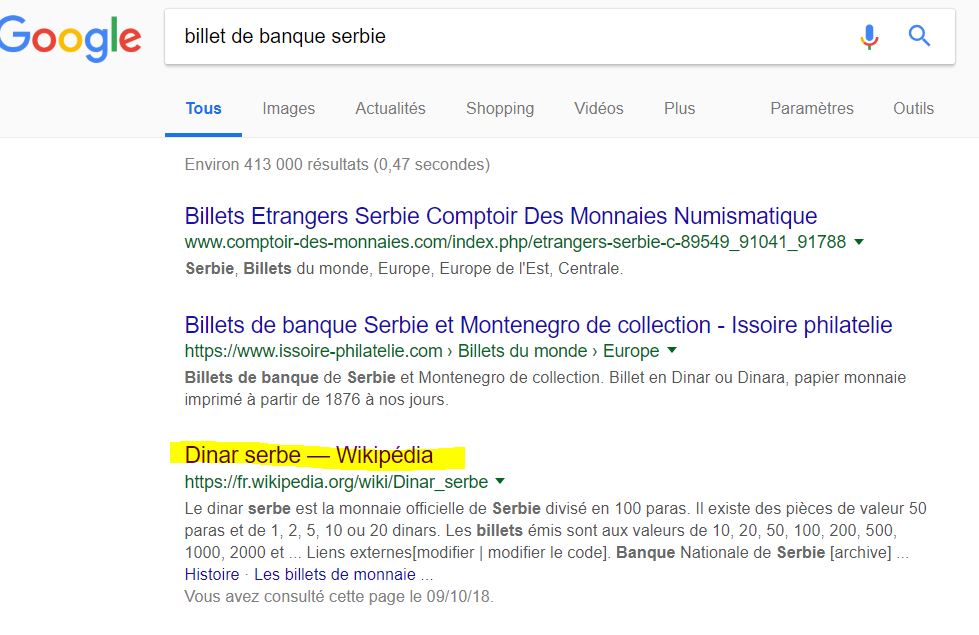 Google
billet de banque serbie
Tous Images Actualités Shopping Vidéos Plus Paramètres Outils
Environ 413 000 résultats (0,47 secondes)
Billets Etrangers Serbie Comptoir Des Monnaies Numismatique
www.comptoir-des-monnaies.com/index.php/etrangers-serbie-c-89549_91041_91788
Serbie, Billets du monde, Europe, Europe de l'Est, Centrale.
Billets de banque Serbie et Montenegro de collection - Issoire philatelie
https://www.issoire-philatelie.com › Billets du monde › Europe
Billets de banque de Serbie et Montenegro de collection. Billet en Dinar ou Dinara, papier monnaie
imprimé à partir de 1876 à nos jours.
Dinar serbe — Wikipédia
https://fr.wikipedia.org/wiki/Dinar_serbe
Le dinar serbe est la monnaie officielle de Serbie divisé en 100 paras. Il existe des pièces de valeur 50
paras et de 1, 2, 5, 10 ou 20 dinars. Les billets émis sont aux valeurs de 10, 20, 50, 100, 200, 500,
1000, 2000 et ... Liens externes[modifier | modifier le code]. Banque Nationale de Serbie [archive] ...
Histoire · Les billets de monnaie ...
Vous avez consulté cette page le 09/10/18.